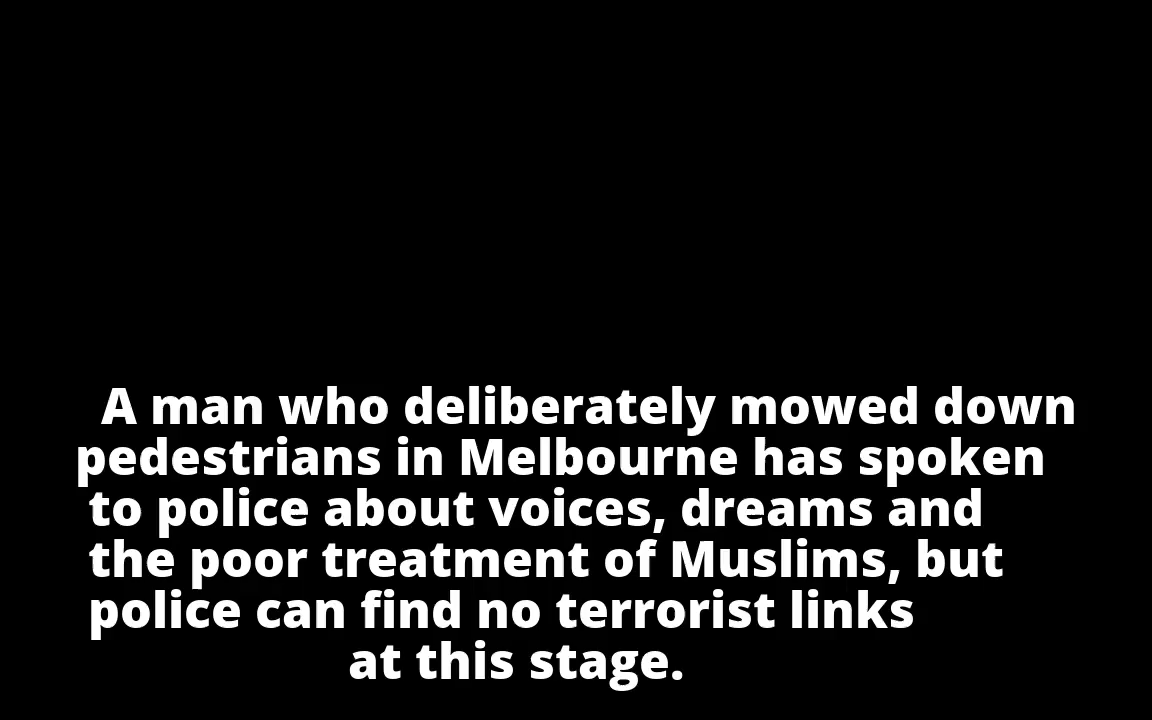 A man who deliberately mowed down
pedestrians in Melbourne has spoken
to police about voices, dreams and
the poor treatment of Muslims, but
police can find no terrorist links
at this stage.